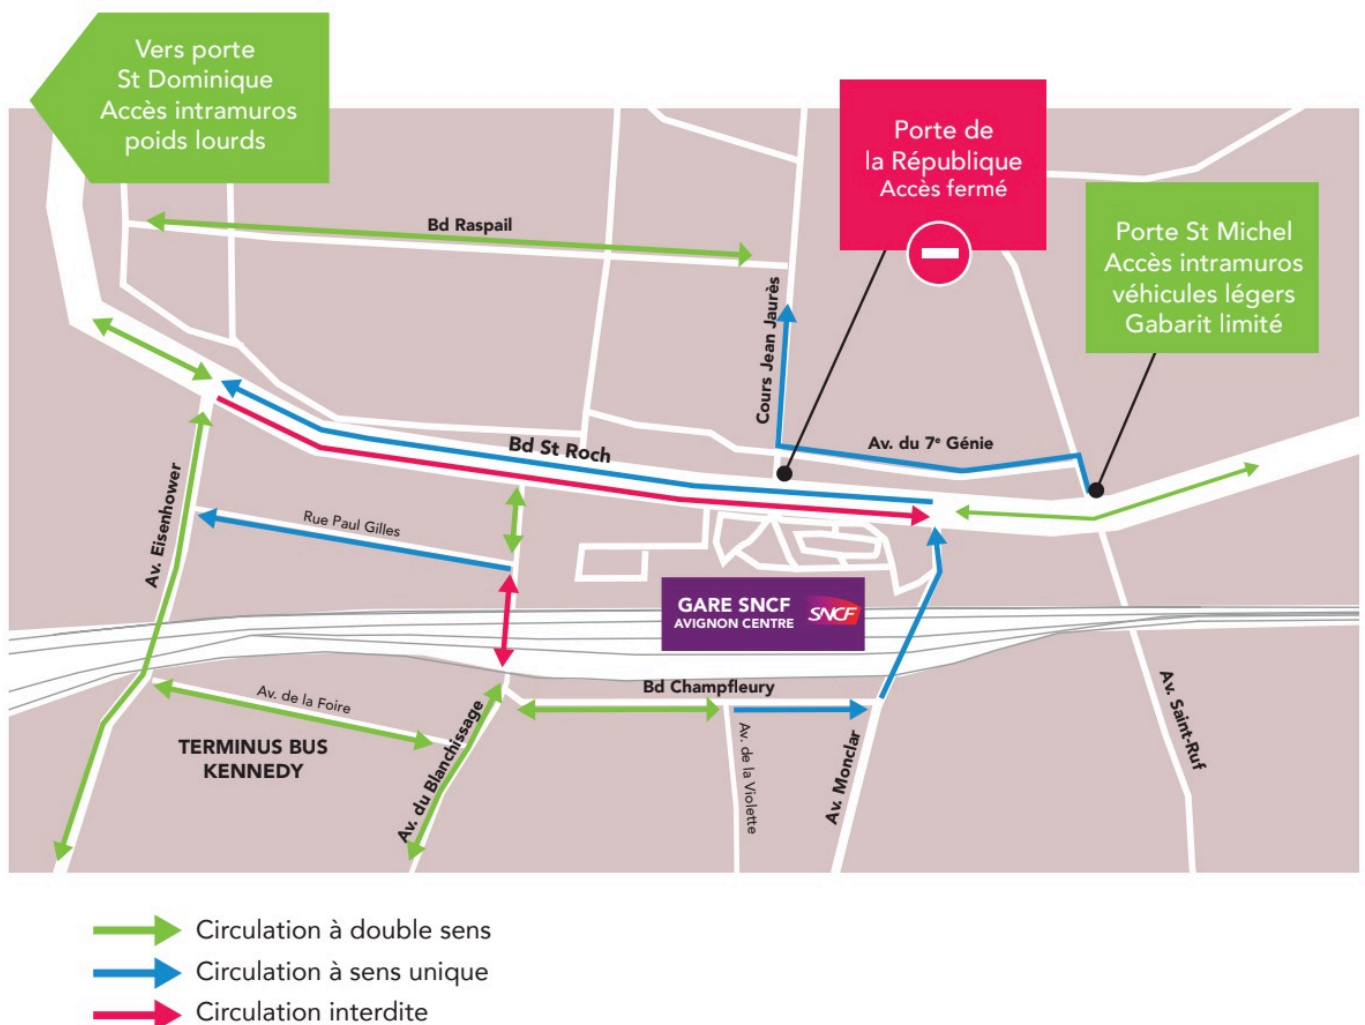 Vers porte
St Dominique
Accès intramuros
poids lourds
Porte de
la République
Accès fermé
Porte St Michel
Accès intramuros
véhicules légers
Gabarit limité
Bd Raspail
Cours Jean Jaurès
Av. du 7e Génie
Bd St Roch
Av. Eisenhower
Rue Paul Gilles
GARE SNCF
AVIGNON CENTRE
SNCF
Bd Champfleury
Av. de la Foire
TERMINUS BUS
KENNEDY
Av. du Blanchissage
Av. de la Violette
Av. Monclar
Av. Saint-Ruf
Circulation à double sens
Circulation à sens unique
Circulation interdite